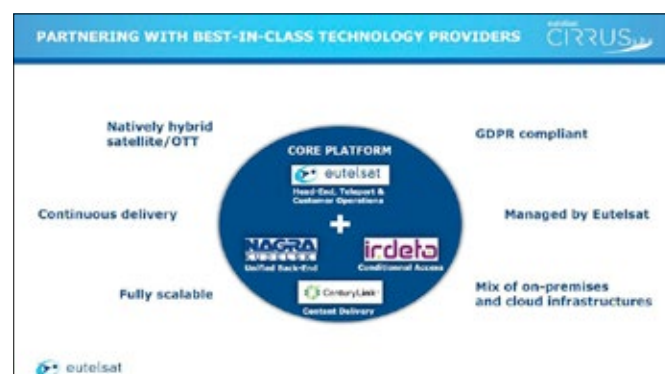 PARTNERING WITH BEST-IN-CLASS TECHNOLOGY PROVIDERS
eutelsat
CIRRUS
Natively hybrid
satellite/OTT
GDPR compliant
CORE PLATFORM
eutelsat
Head-End, Teleport &
Customer Operations
Continuous delivery
+
Managed by Eutelsat
NAGRA
KUDELSKI
Unified Back-End
irdeto
Conditionnal Access
Fully scalable
CenturyLink
Content Delivery
Mix of on-premises
and cloud infrastructures
eutelsat